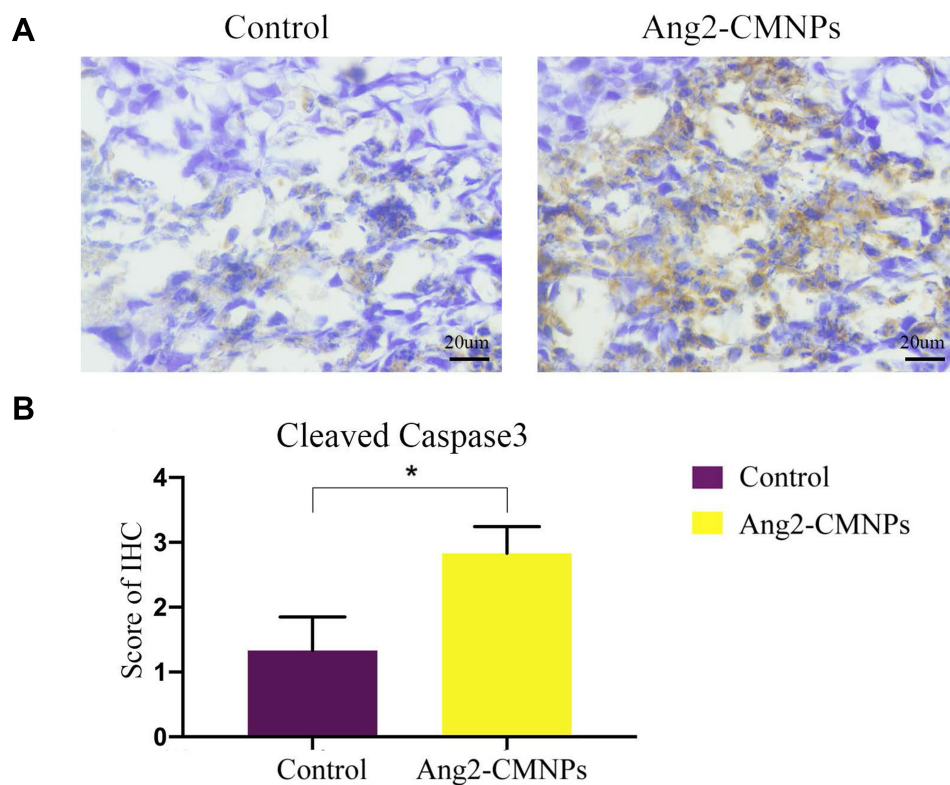 A
Control
Ang2-CMNPs
20um
20um
B
Cleaved Caspase3
*
Score of IHC
4
3
2
1
0
Control
Ang2-CMNPs
Control
Ang2-CMNPs